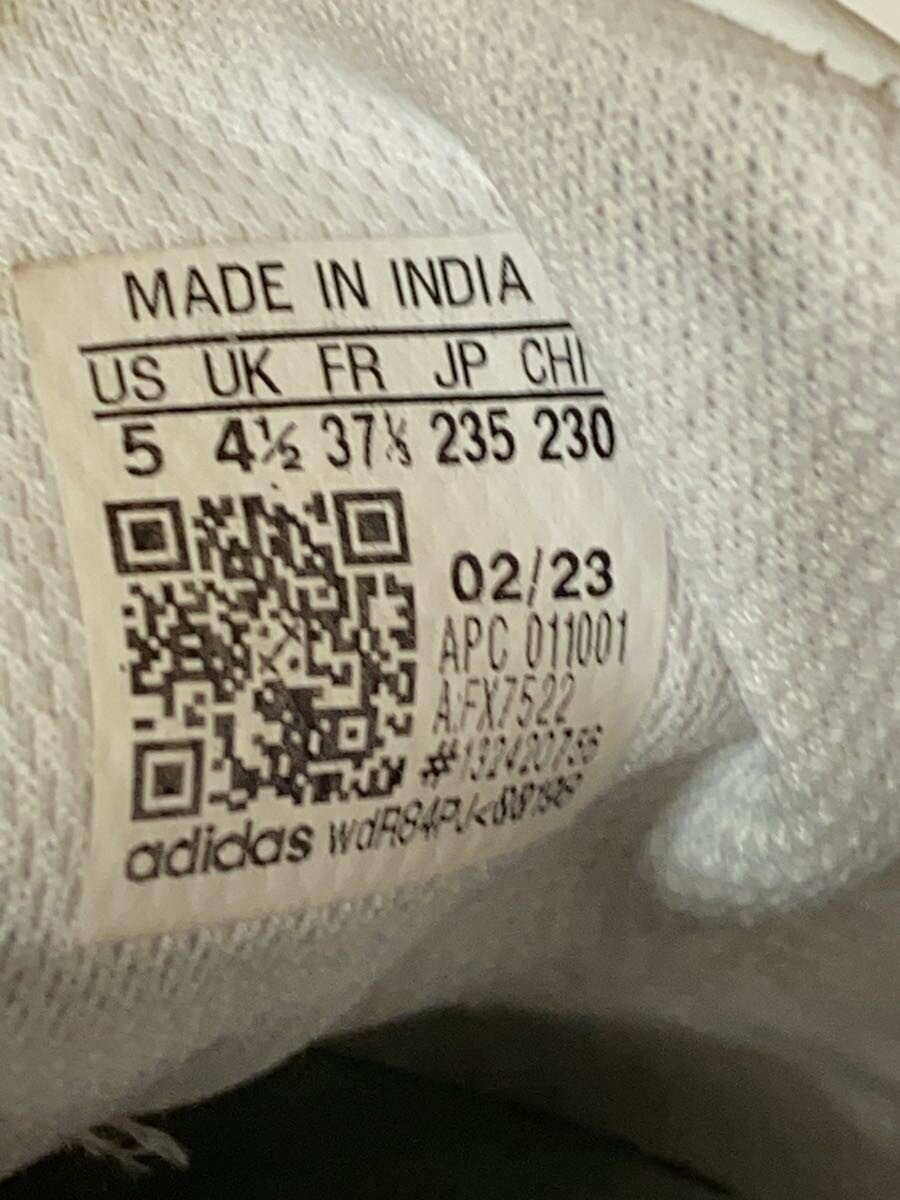 MADE IN INDIA
US UK FR JP CHI
5 4½ 37⅓ 235 230
02/23
APC 011001
A:FX7522
#132420756
adidas